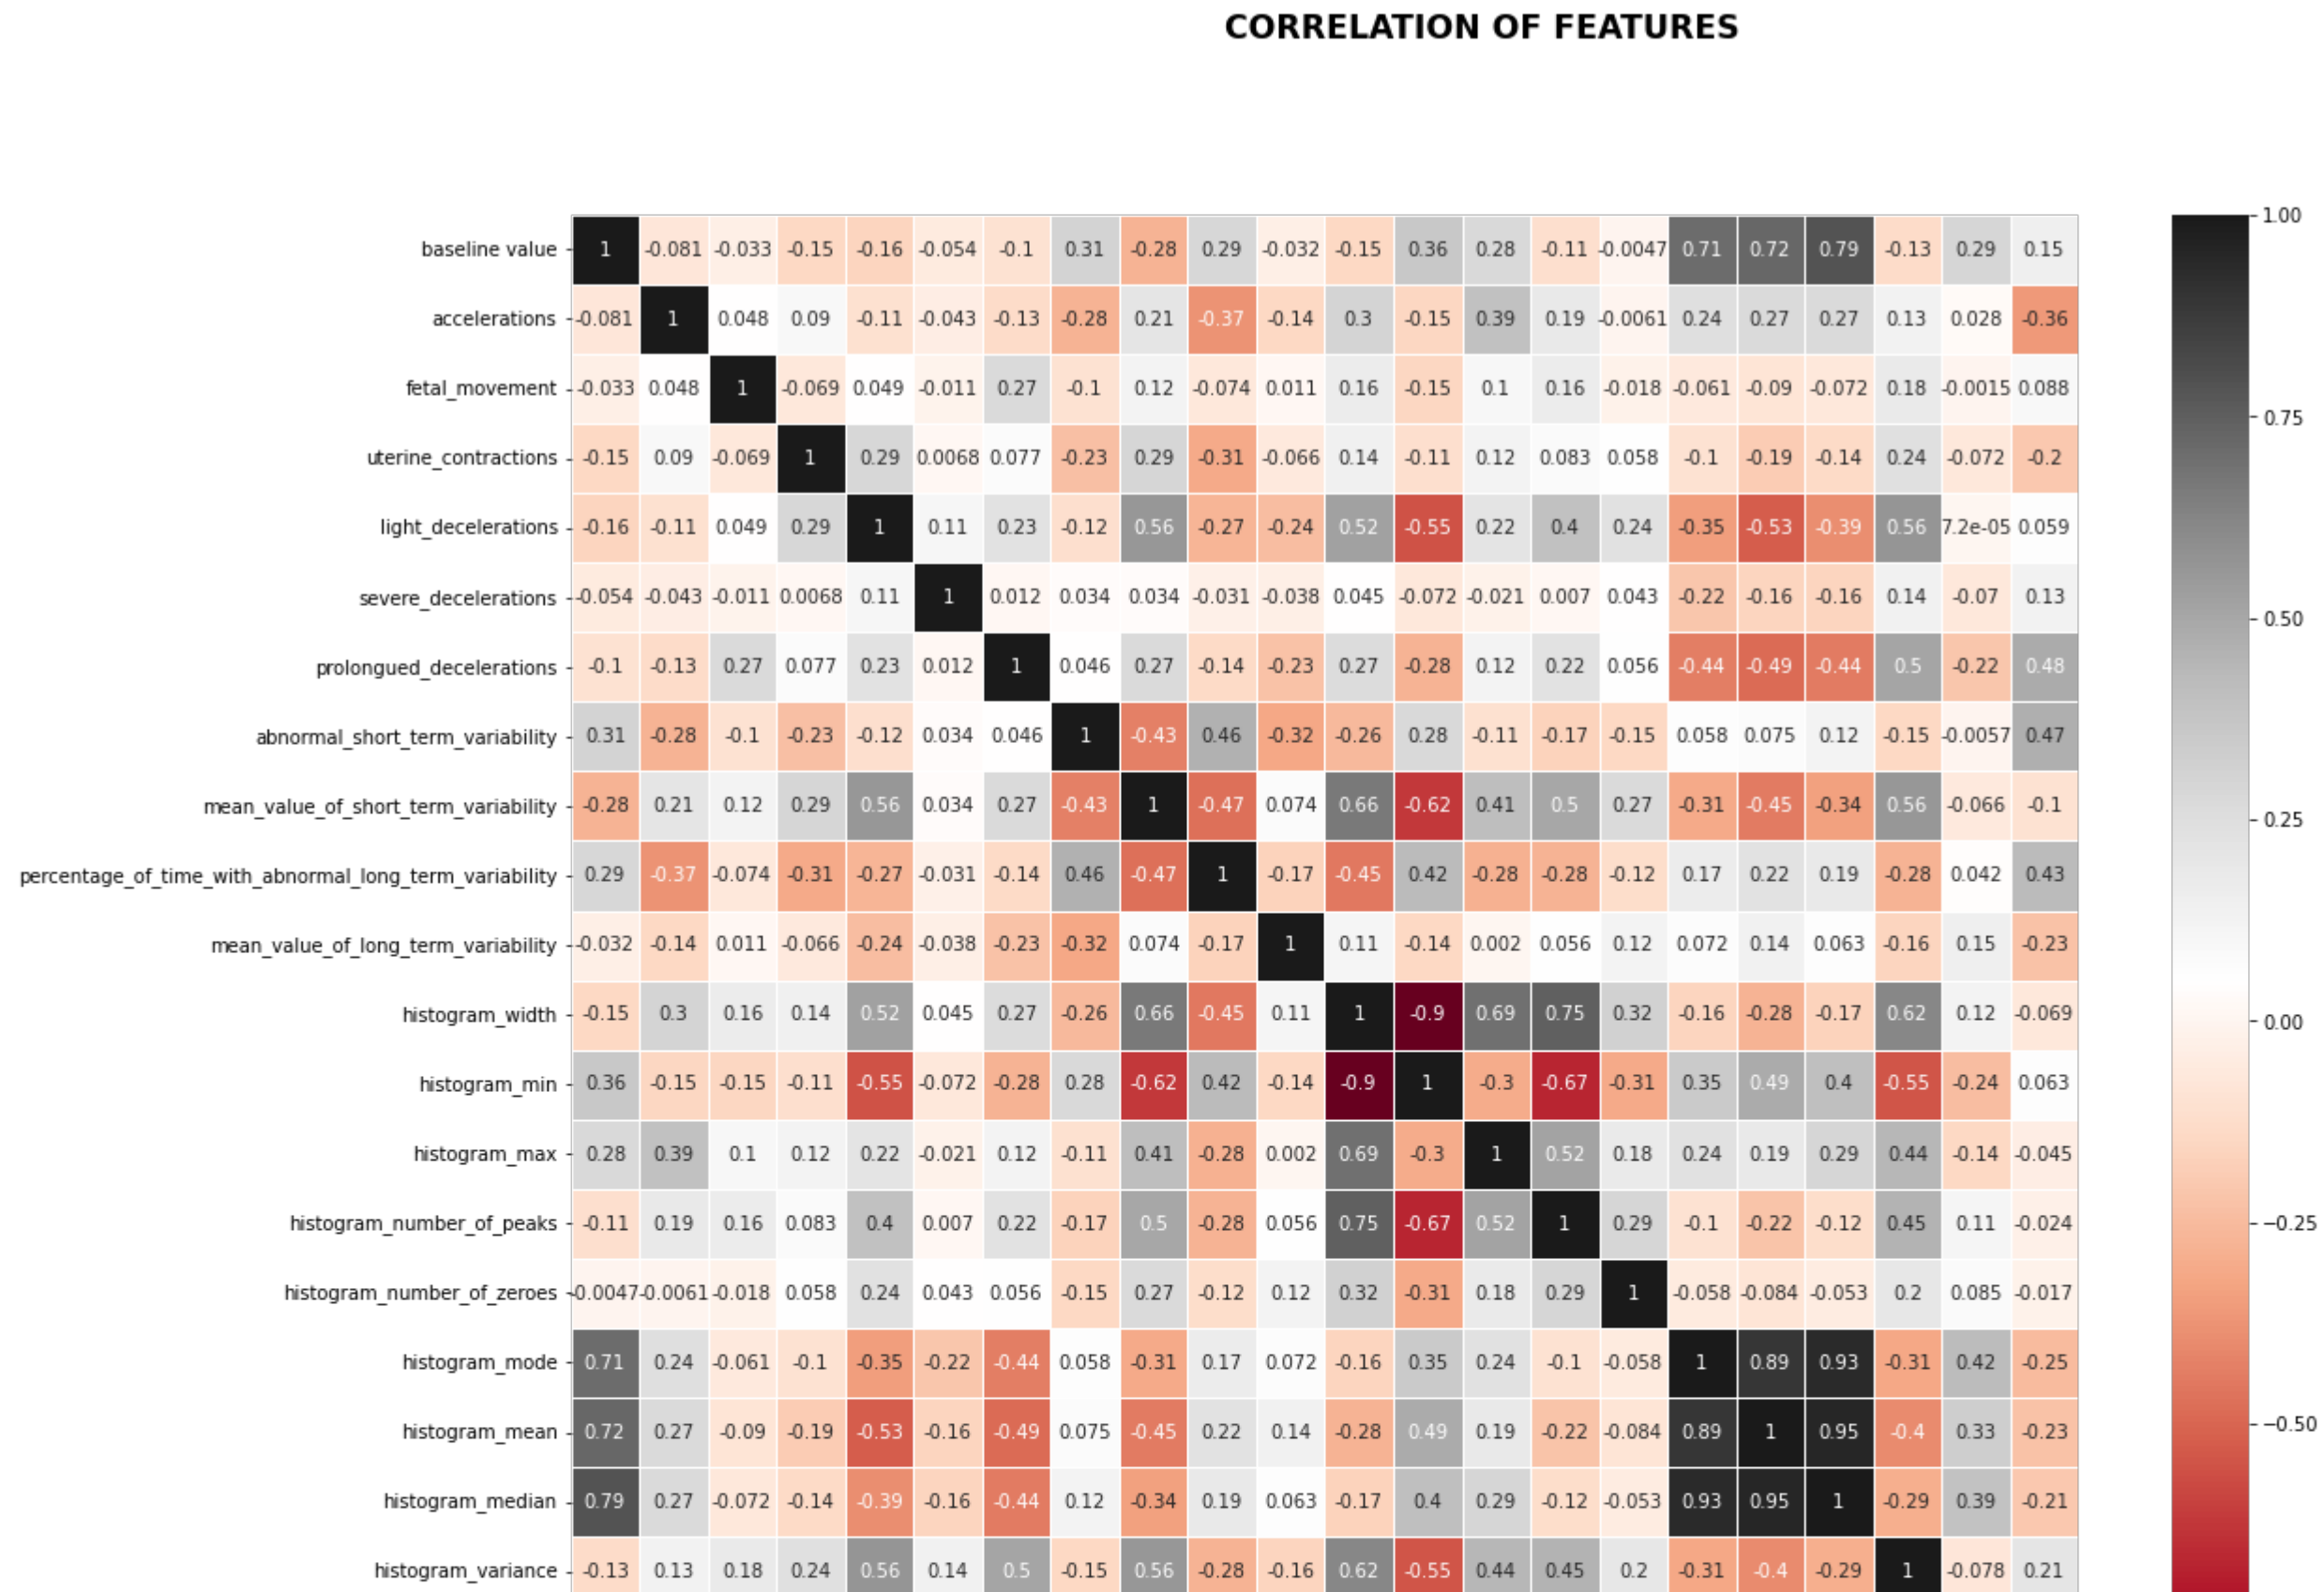 CORRELATION OF FEATURES
baseline value 1 -0.081 -0.033 -0.15 -0.16 -0.054 -0.1 0.31 -0.28 0.29 -0.032 -0.15 0.36 0.28 -0.11 -0.0047 0.71 0.72 0.79 -0.13 0.29 0.15
accelerations -0.081 1 0.048 0.09 -0.11 -0.043 -0.13 -0.28 0.21 -0.37 -0.14 0.3 -0.15 0.39 0.19 -0.0061 0.24 0.27 0.27 0.13 0.028 -0.36
fetal_movement -0.033 0.048 1 -0.069 0.049 -0.011 0.27 -0.1 0.12 -0.074 0.011 0.16 -0.15 0.1 0.16 -0.018 -0.061 -0.09 -0.072 0.18 -0.0015 0.088
uterine_contractions -0.15 0.09 -0.069 1 0.29 0.0068 0.077 -0.23 0.29 -0.31 -0.066 0.14 -0.11 0.12 0.083 0.058 -0.1 -0.19 -0.14 0.24 -0.072 -0.2
light_decelerations -0.16 -0.11 0.049 0.29 1 0.11 0.23 -0.12 0.56 -0.27 -0.24 0.52 -0.55 0.22 0.4 0.24 -0.35 -0.53 -0.39 0.56 7.2e-05 0.059
severe_decelerations -0.054 -0.043 -0.011 0.0068 0.11 1 0.012 0.034 0.034 -0.031 -0.038 0.045 -0.072 -0.021 0.007 0.043 -0.22 -0.16 -0.16 0.14 -0.07 0.13
prolongued_decelerations -0.1 -0.13 0.27 0.077 0.23 0.012 1 0.046 0.27 -0.14 -0.23 0.27 -0.28 0.12 0.22 0.056 -0.44 -0.49 -0.44 0.5 -0.22 0.48
abnormal_short_term_variability 0.31 -0.28 -0.1 -0.23 -0.12 0.034 0.046 1 -0.43 0.46 -0.32 -0.26 0.28 -0.11 -0.17 -0.15 0.058 0.075 0.12 -0.15 -0.0057 0.47
mean_value_of_short_term_variability -0.28 0.21 0.12 0.29 0.56 0.034 0.27 -0.43 1 -0.47 0.074 0.66 -0.62 0.41 0.5 0.27 -0.31 -0.45 -0.34 0.56 -0.066 -0.1
percentage_of_time_with_abnormal_long_term_variability 0.29 -0.37 -0.074 -0.31 -0.27 -0.031 -0.14 0.46 -0.47 1 -0.17 -0.45 0.42 -0.28 -0.28 -0.12 0.17 0.22 0.19 -0.28 0.042 0.43
mean_value_of_long_term_variability -0.032 -0.14 0.011 -0.066 -0.24 -0.038 -0.23 -0.32 0.074 -0.17 1 0.11 -0.14 0.002 0.056 0.12 0.072 0.14 0.063 -0.16 0.15 -0.23
histogram_width -0.15 0.3 0.16 0.14 0.52 0.045 0.27 -0.26 0.66 -0.45 0.11 1 -0.9 0.69 0.75 0.32 -0.16 -0.28 -0.17 0.62 0.12 -0.069
histogram_min 0.36 -0.15 -0.15 -0.11 -0.55 -0.072 -0.28 0.28 -0.62 0.42 -0.14 -0.9 1 -0.3 -0.67 -0.31 0.35 0.49 0.4 -0.55 -0.24 0.063
histogram_max 0.28 0.39 0.1 0.12 0.22 -0.021 0.12 -0.11 0.41 -0.28 0.002 0.69 -0.3 1 0.52 0.18 0.24 0.19 0.29 0.44 -0.14 -0.045
histogram_number_of_peaks -0.11 0.19 0.16 0.083 0.4 0.007 0.22 -0.17 0.5 -0.28 0.056 0.75 -0.67 0.52 1 0.29 -0.1 -0.22 -0.12 0.45 0.11 -0.024
histogram_number_of_zeroes -0.0047 -0.0061 -0.018 0.058 0.24 0.043 0.056 -0.15 0.27 -0.12 0.12 0.32 -0.31 0.18 0.29 1 -0.058 -0.084 -0.053 0.2 0.085 -0.017
histogram_mode 0.71 0.24 -0.061 -0.1 -0.35 -0.22 -0.44 0.058 -0.31 0.17 0.072 -0.16 0.35 0.24 -0.1 -0.058 1 0.89 0.93 -0.31 0.42 -0.25
histogram_mean 0.72 0.27 -0.09 -0.19 -0.53 -0.16 -0.49 0.075 -0.45 0.22 0.14 -0.28 0.49 0.19 -0.22 -0.084 0.89 1 0.95 -0.4 0.33 -0.23
histogram_median 0.79 0.27 -0.072 -0.14 -0.39 -0.16 -0.44 0.12 -0.34 0.19 0.063 -0.17 0.4 0.29 -0.12 -0.053 0.93 0.95 1 -0.29 0.39 -0.21
histogram_variance -0.13 0.13 0.18 0.24 0.56 0.14 0.5 -0.15 0.56 -0.28 -0.16 0.62 -0.55 0.44 0.45 0.2 -0.31 -0.4 -0.29 1 -0.078 0.21
1.00
0.75
0.50
0.25
0.00
−0.25
−0.50